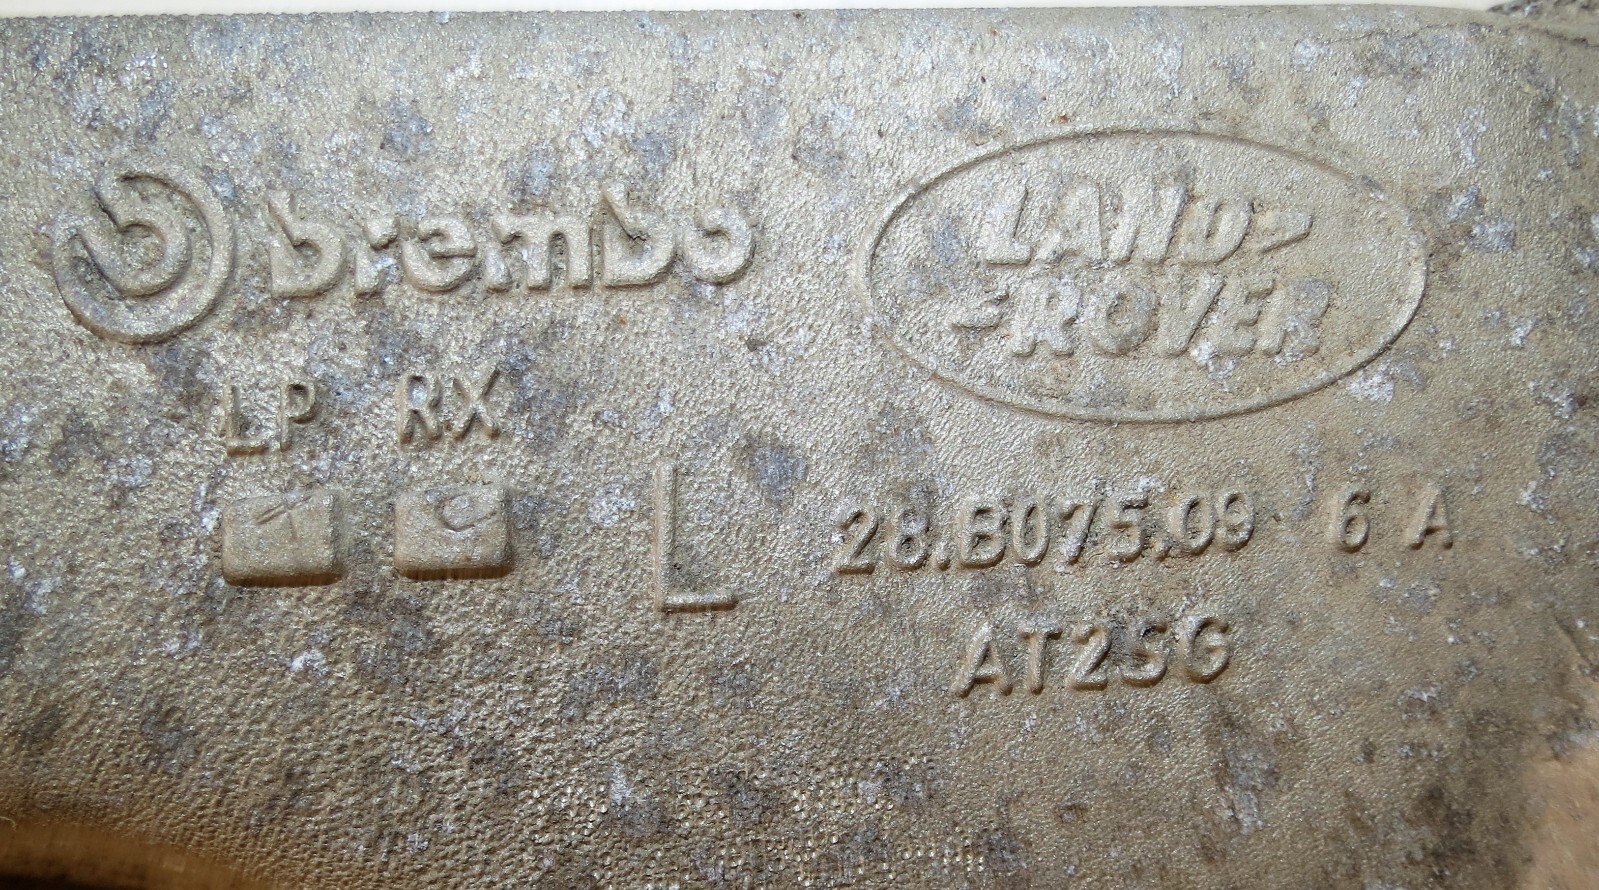 brembo
LAND
ROVER
LP RX
L 28.B075.09 6 A
AT25G